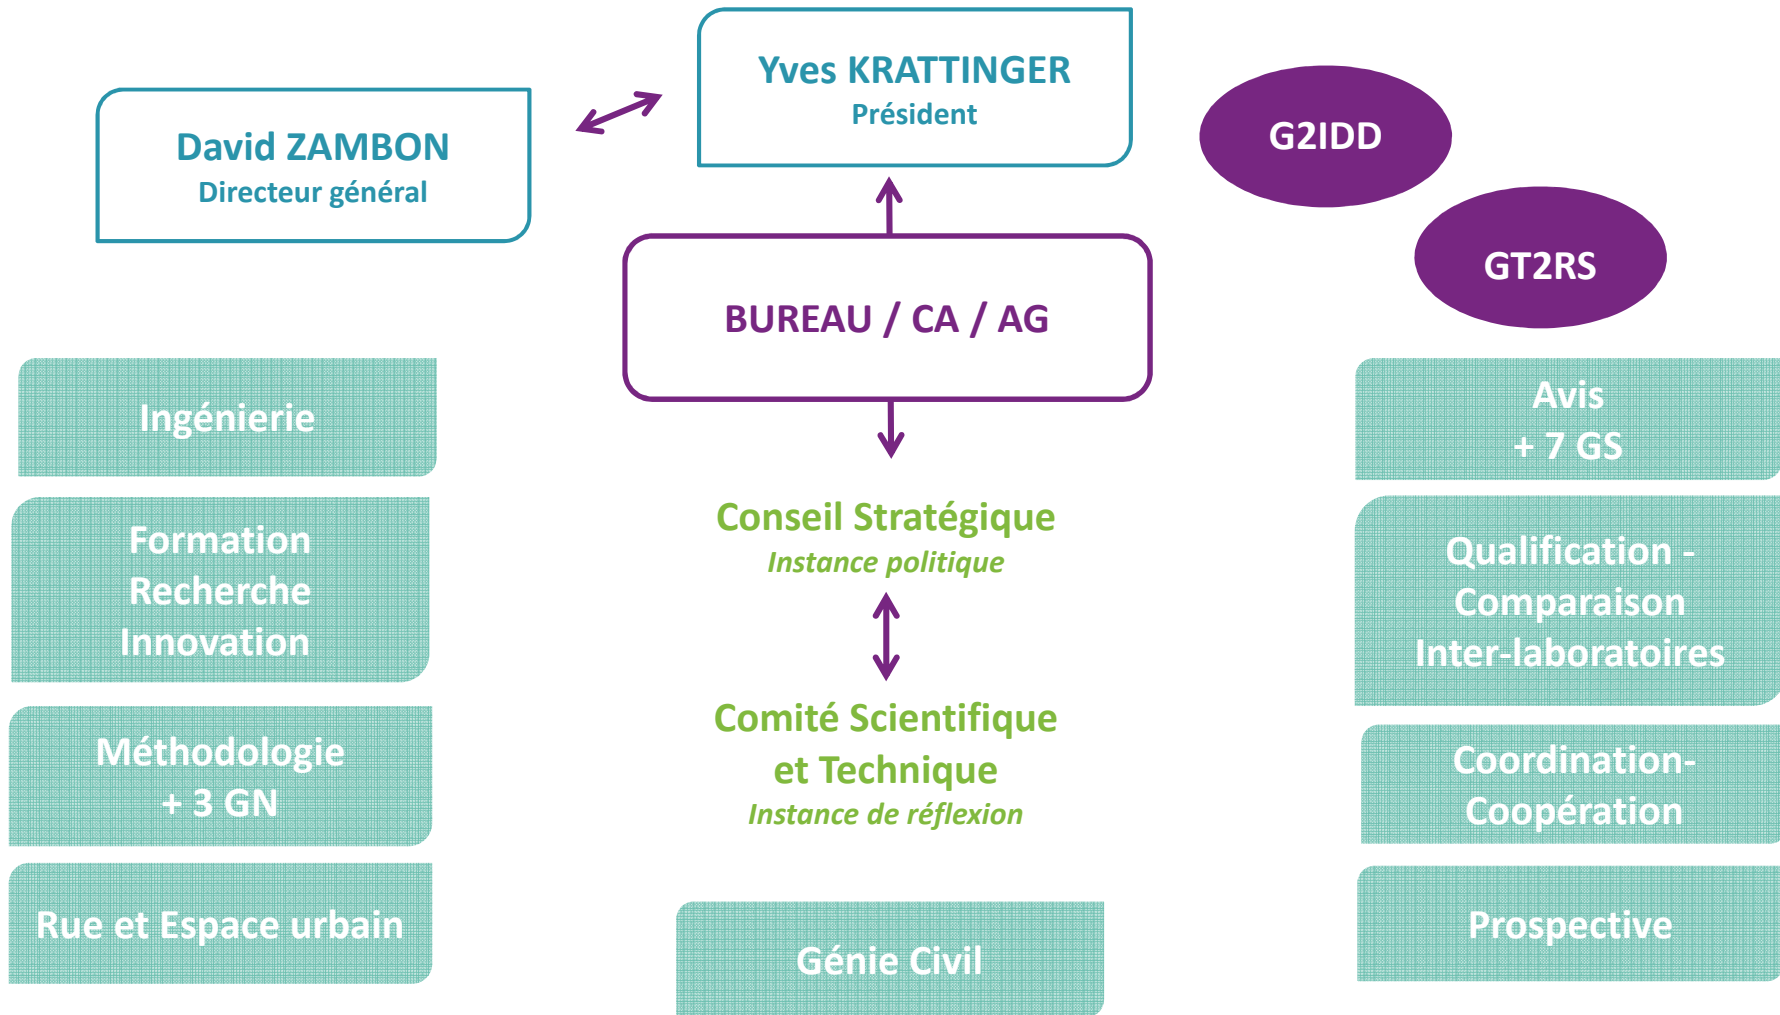 Yves KRATTINGER
Président
David ZAMBON
Directeur général
G2IDD
GT2RS
BUREAU / CA / AG
Ingénierie
Formation
Recherche
Innovation
Méthodologie
+ 3 GN
Rue et Espace urbain
Conseil Stratégique
Instance politique
Comité Scientifique
et Technique
Instance de réflexion
Génie Civil
Avis
+ 7 GS
Qualification -
Comparaison
Inter-laboratoires
Coordination-
Coopération
Prospective